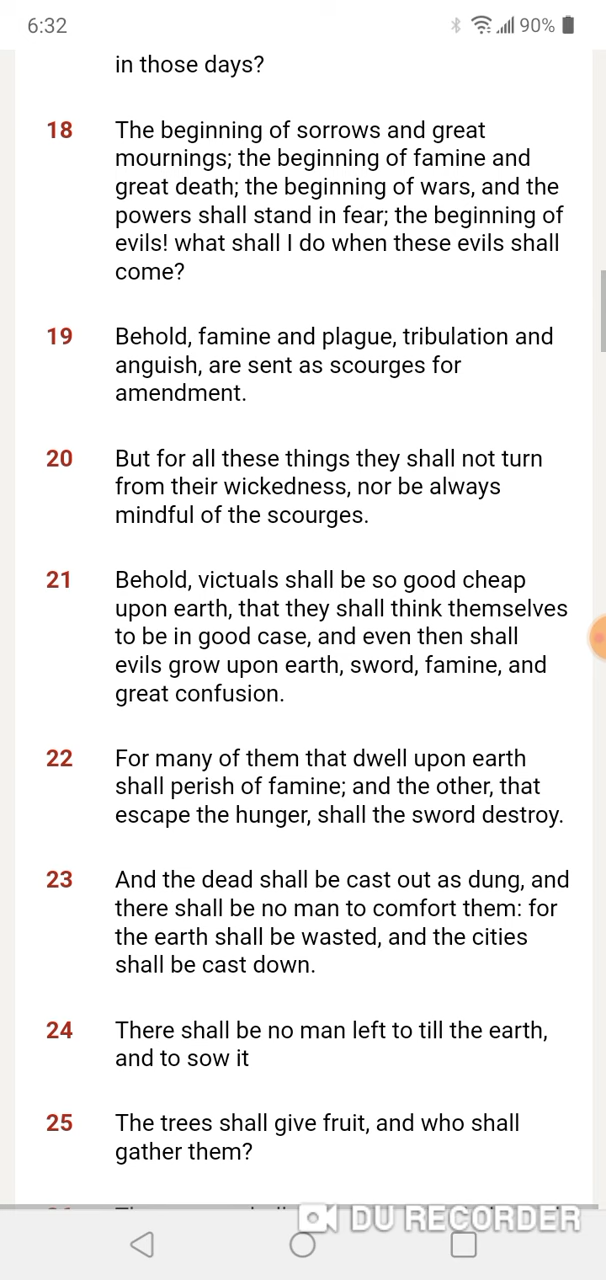 6:32 90%
in those days?
18 The beginning of sorrows and great
mournings; the beginning of famine and
great death; the beginning of wars, and the
powers shall stand in fear; the beginning of
evils! what shall I do when these evils shall
come?
19 Behold, famine and plague, tribulation and
anguish, are sent as scourges for
amendment.
20 But for all these things they shall not turn
from their wickedness, nor be always
mindful of the scourges.
21 Behold, victuals shall be so good cheap
upon earth, that they shall think themselves
to be in good case, and even then shall
evils grow upon earth, sword, famine, and
great confusion.
22 For many of them that dwell upon earth
shall perish of famine; and the other, that
escape the hunger, shall the sword destroy.
23 And the dead shall be cast out as dung, and
there shall be no man to comfort them: for
the earth shall be wasted, and the cities
shall be cast down.
24 There shall be no man left to till the earth,
and to sow it
25 The trees shall give fruit, and who shall
gather them?
DU RECORDER